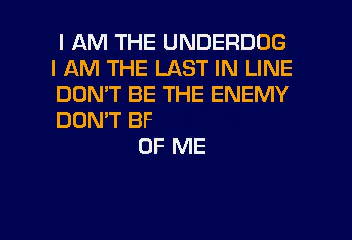 I AM THE UNDERDOG
I AM THE LAST IN LINE
DON'T BE THE ENEMY
DON'T
OF ME